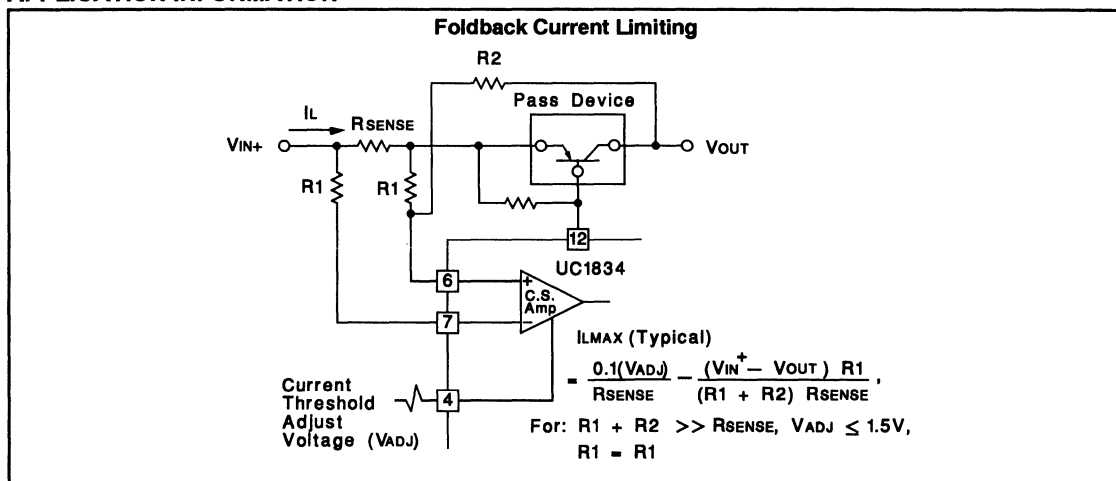 Foldback Current Limiting
R2
Pass Device
IL
RSENSE
VIN+
VOUT
R1
R1
12
UC1834
6
+
C.S.
Amp
7
−
ILMAX (Typical)
= 0.1(VADJ) / RSENSE − (VIN+ − VOUT) R1 / (R1 + R2) RSENSE ,
Current
Threshold
Adjust
Voltage (VADJ)
4
For: R1 + R2 >> RSENSE, VADJ ≤ 1.5V,
R1 = R1